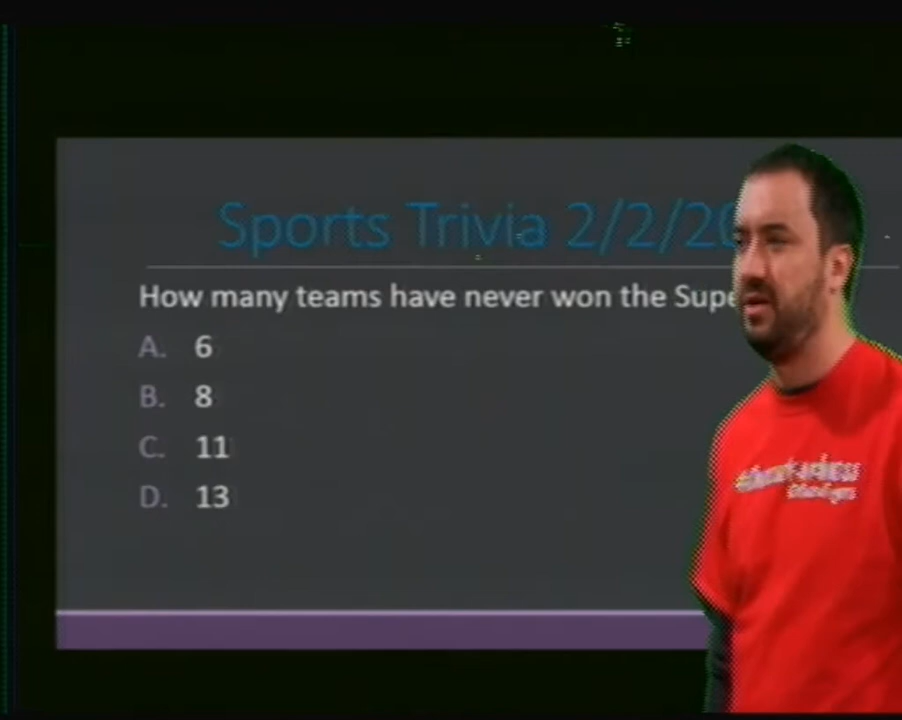 Sports Trivia 2/2/20
How many teams have never won the Supe
A. 6
B. 8
C. 11
D. 13